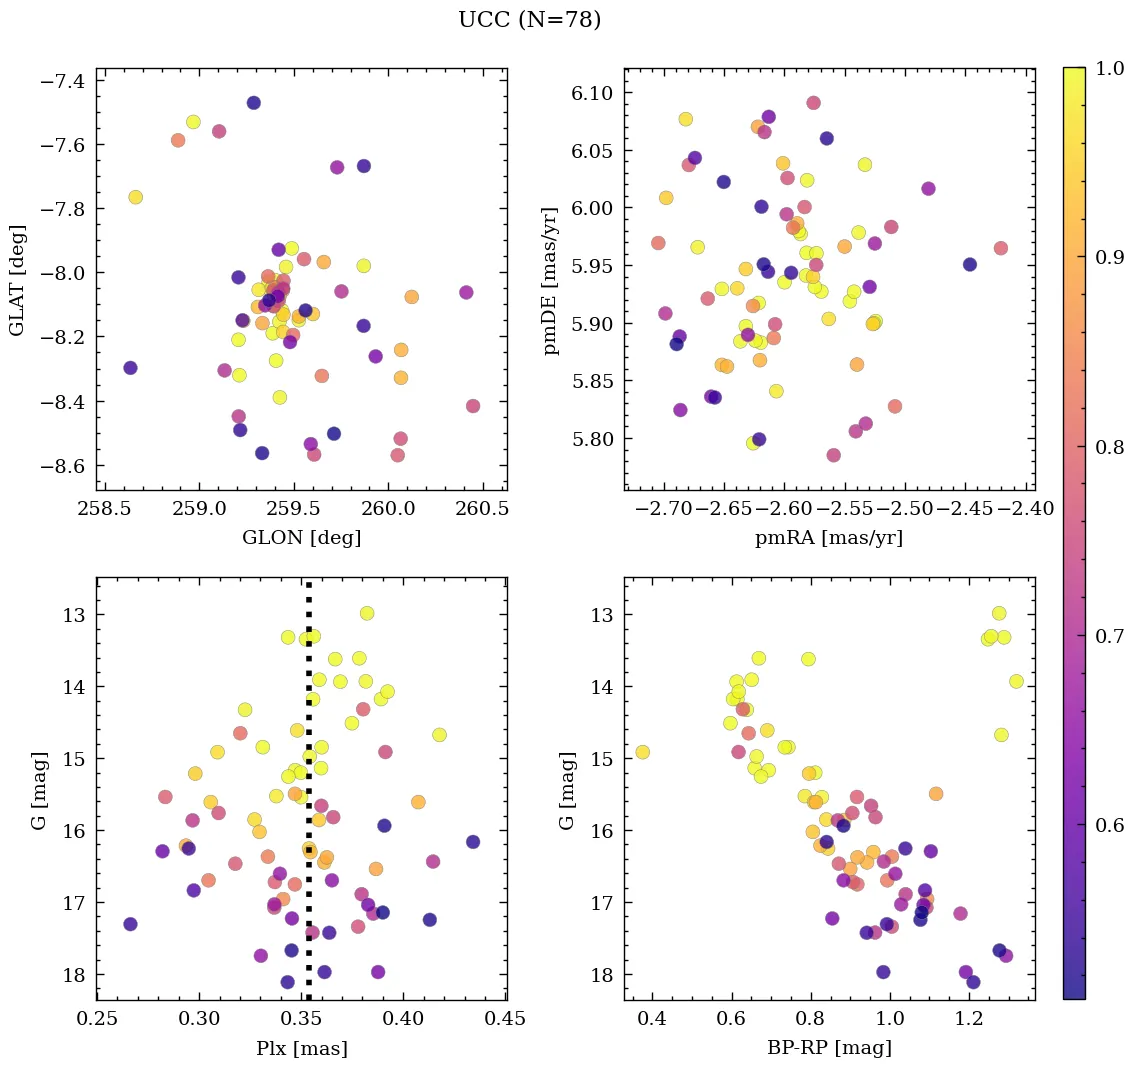 UCC (N=78)
−7.4
−7.6
−7.8
−8.0
−8.2
−8.4
−8.6
GLAT [deg]
258.5 259.0 259.5 260.0 260.5
GLON [deg]
6.10
6.05
6.00
5.95
5.90
5.85
5.80
pmDE [mas/yr]
−2.70 −2.65 −2.60 −2.55 −2.50 −2.45 −2.40
pmRA [mas/yr]
1.0
0.9
0.8
0.7
0.6
13
14
15
16
17
18
G [mag]
0.25 0.30 0.35 0.40 0.45
Plx [mas]
13
14
15
16
17
18
G [mag]
0.4 0.6 0.8 1.0 1.2
BP-RP [mag]